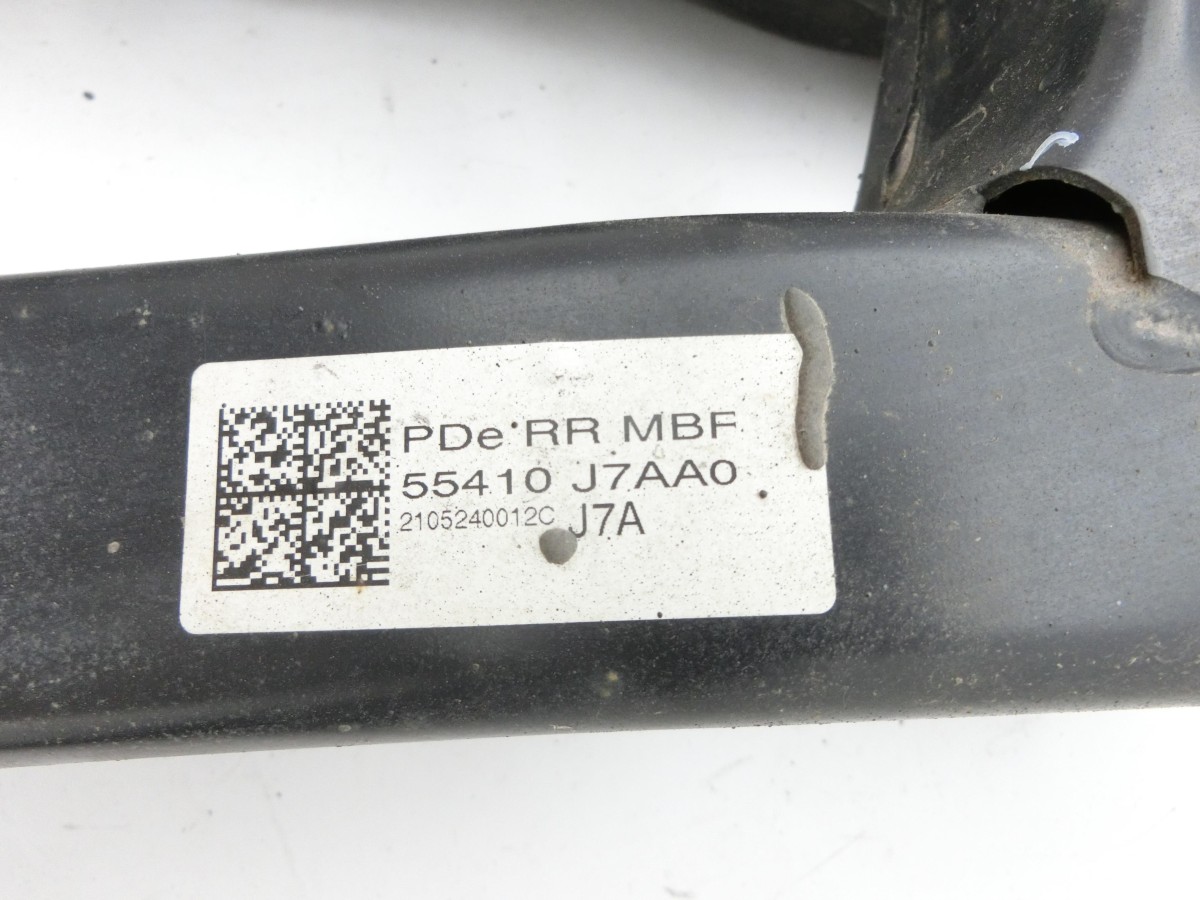 PDe RR MBF
55410 J7AA0
2105240012C J7A